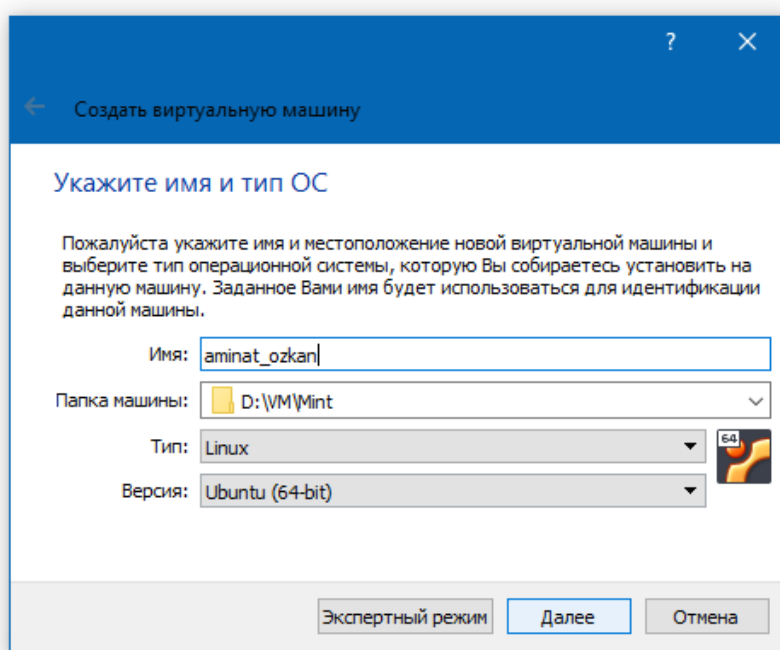 ?
Создать виртуальную машину
Укажите имя и тип ОС
Пожалуйста укажите имя и местоположение новой виртуальной машины и
выберите тип операционной системы, которую Вы собираетесь установить на
данную машину. Заданное Вами имя будет использоваться для идентификации
данной машины.
Имя: aminat_ozkan
Папка машины: D:\VM\Mint
Тип: Linux
64
Версия: Ubuntu (64-bit)
Экспертный режим Далее Отмена